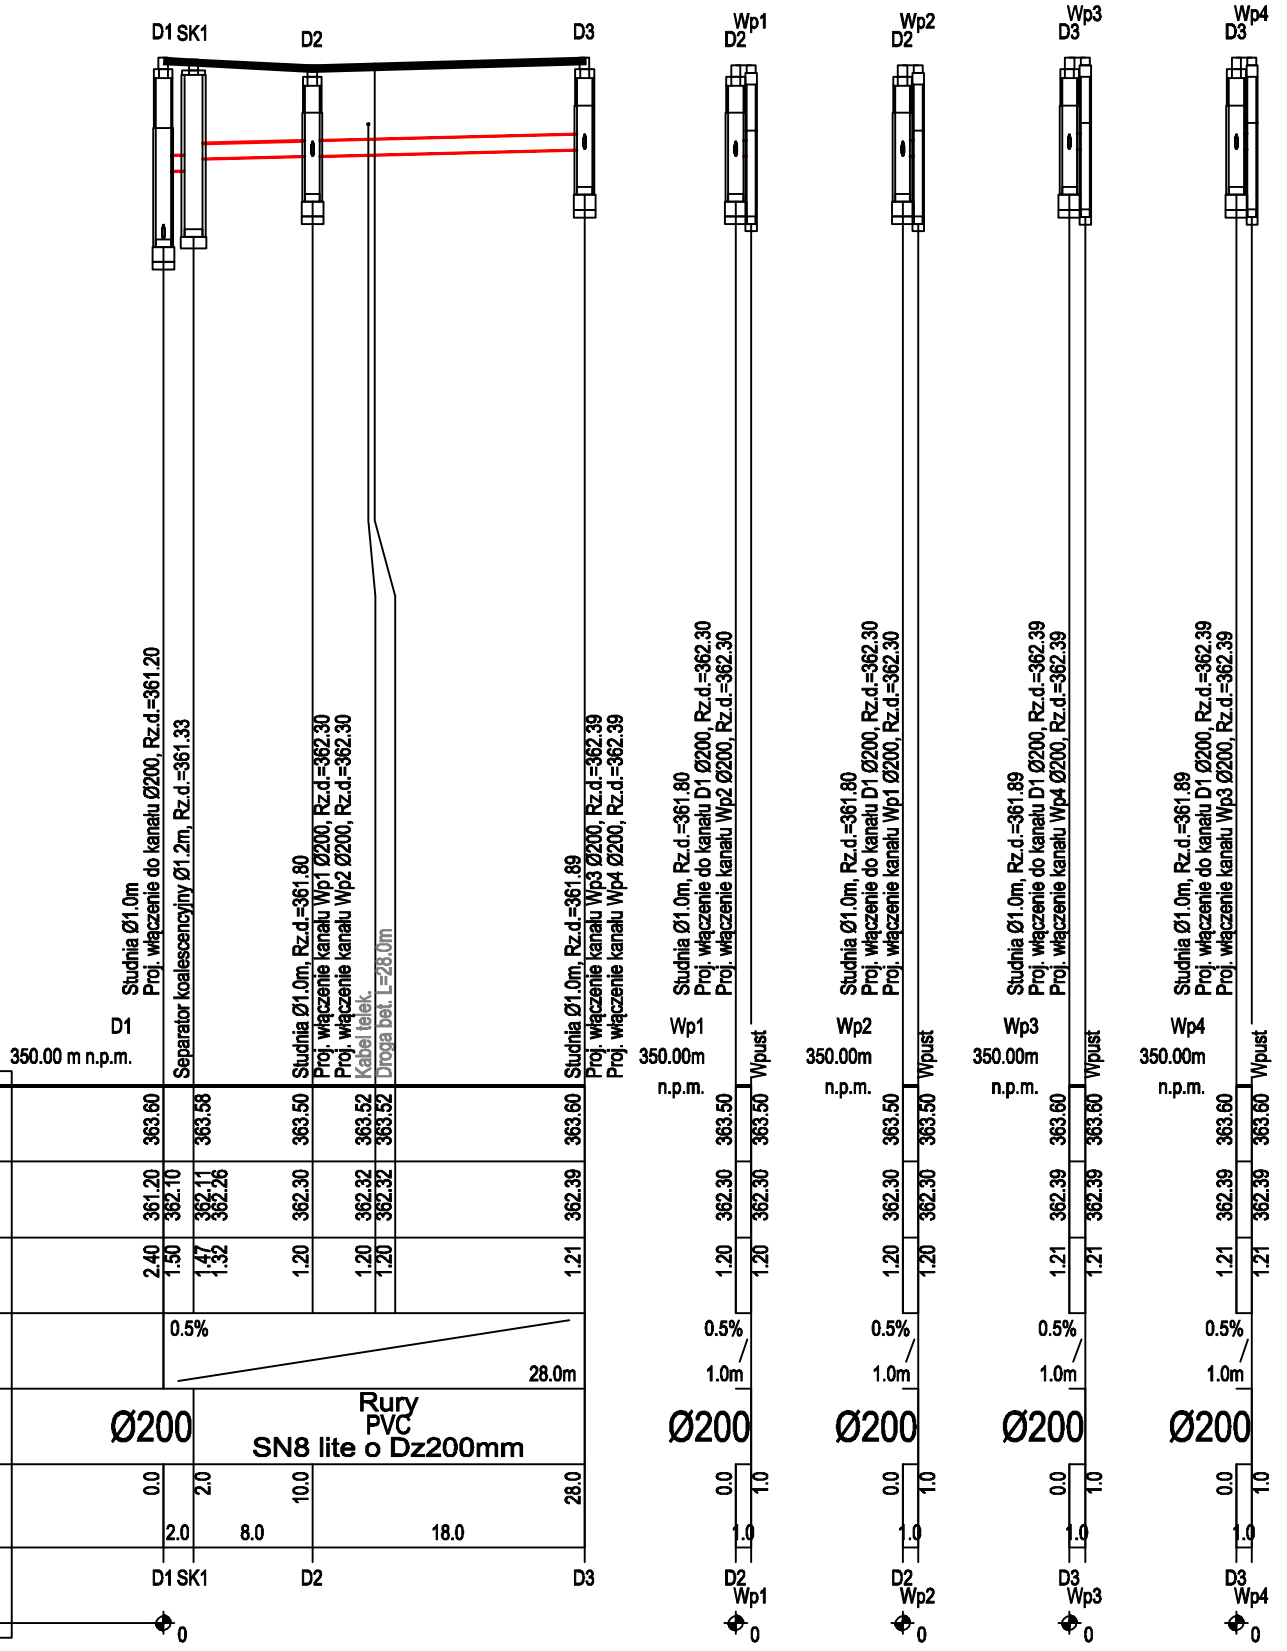 D1 SK1
D2
D3
D2 Wp1
D2 Wp2
D3 Wp3
D3 Wp4
Studnia Ø1.0m
Proj. włączenie do kanału Ø200, Rz.d.=361.20
Separator koalescencyjny Ø1.2m, Rz.d.=361.33
Studnia Ø1.0m, Rz.d.=361.80
Proj. włączenie kanału Wp1 Ø200, Rz.d.=362.30
Proj. włączenie kanału Wp2 Ø200, Rz.d.=362.30
Kabel telek.
Droga bet. L=28.0m
Studnia Ø1.0m, Rz.d.=361.89
Proj. włączenie kanału Wp3 Ø200, Rz.d.=362.39
Proj. włączenie kanału Wp4 Ø200, Rz.d.=362.39
Studnia Ø1.0m, Rz.d.=361.80
Proj. włączenie do kanału D1 Ø200, Rz.d.=362.30
Proj. włączenie kanału Wp2 Ø200, Rz.d.=362.30
Wpust
Studnia Ø1.0m, Rz.d.=361.80
Proj. włączenie do kanału D1 Ø200, Rz.d.=362.30
Proj. włączenie kanału Wp1 Ø200, Rz.d.=362.30
Wpust
Studnia Ø1.0m, Rz.d.=361.89
Proj. włączenie do kanału D1 Ø200, Rz.d.=362.39
Proj. włączenie kanału Wp4 Ø200, Rz.d.=362.39
Wpust
Studnia Ø1.0m, Rz.d.=361.89
Proj. włączenie do kanału D1 Ø200, Rz.d.=362.39
Proj. włączenie kanału Wp3 Ø200, Rz.d.=362.39
Wpust
D1
350.00 m n.p.m.
Wp1
350.00m
n.p.m.
Wp2
350.00m
n.p.m.
Wp3
350.00m
n.p.m.
Wp4
350.00m
n.p.m.
363.60 363.58 363.50 363.52 363.52 363.60 363.50 363.50 363.50 363.50 363.60 363.60 363.60 363.60
361.20 362.10 362.11 362.26 362.30 362.32 362.32 362.39 362.30 362.30 362.30 362.30 362.39 362.39 362.39 362.39
2.40 1.50 1.47 1.32 1.20 1.20 1.20 1.21 1.20 1.20 1.20 1.20 1.21 1.21 1.21 1.21
0.5% 0.5% 0.5% 0.5% 0.5%
28.0m 1.0m 1.0m 1.0m 1.0m
Ø200
Rury
PVC
SN8 lite o Dz200mm
Ø200 Ø200 Ø200 Ø200
0.0 2.0 10.0 28.0 0.0 1.0 0.0 1.0 0.0 1.0 0.0 1.0
2.0 8.0 18.0 1.0 1.0 1.0 1.0
D1 SK1 D2 D3 D2 D2 D3 D3
Wp1 Wp2 Wp3 Wp4
0 0 0 0 0